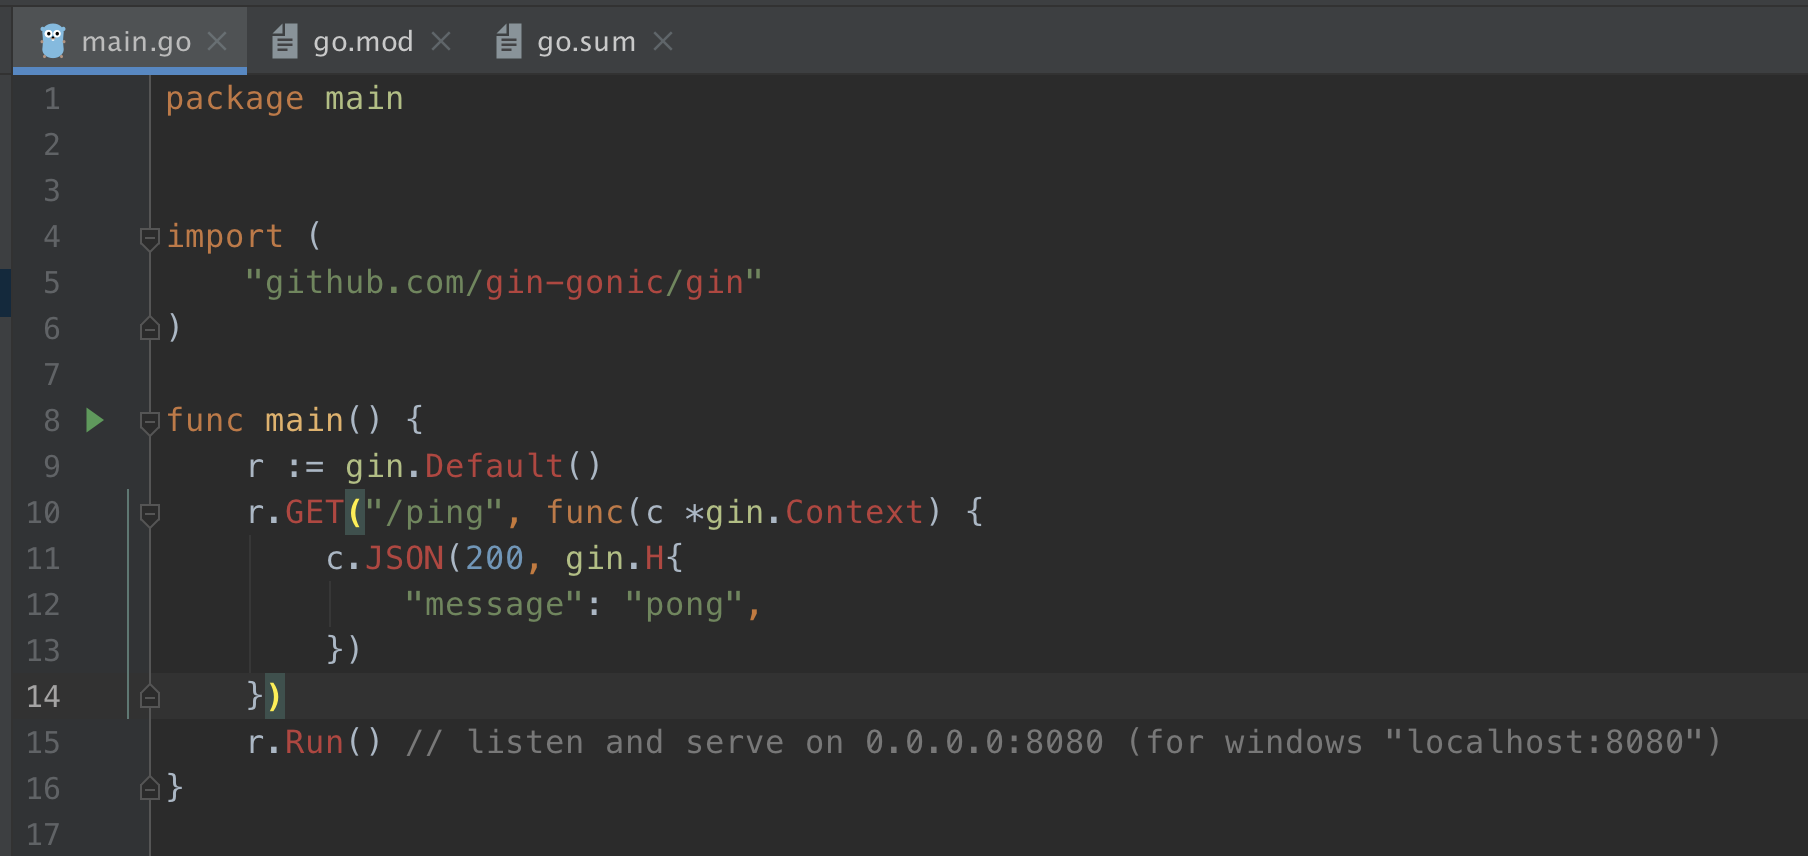 main.go go.mod go.sum
1 package main
2
3
4 import (
5     "github.com/gin-gonic/gin"
6 )
7
8 func main() {
9     r := gin.Default()
10     r.GET("/ping", func(c *gin.Context) {
11         c.JSON(200, gin.H{
12             "message": "pong",
13         })
14     })
15     r.Run() // listen and serve on 0.0.0.0:8080 (for windows "localhost:8080")
16 }
17